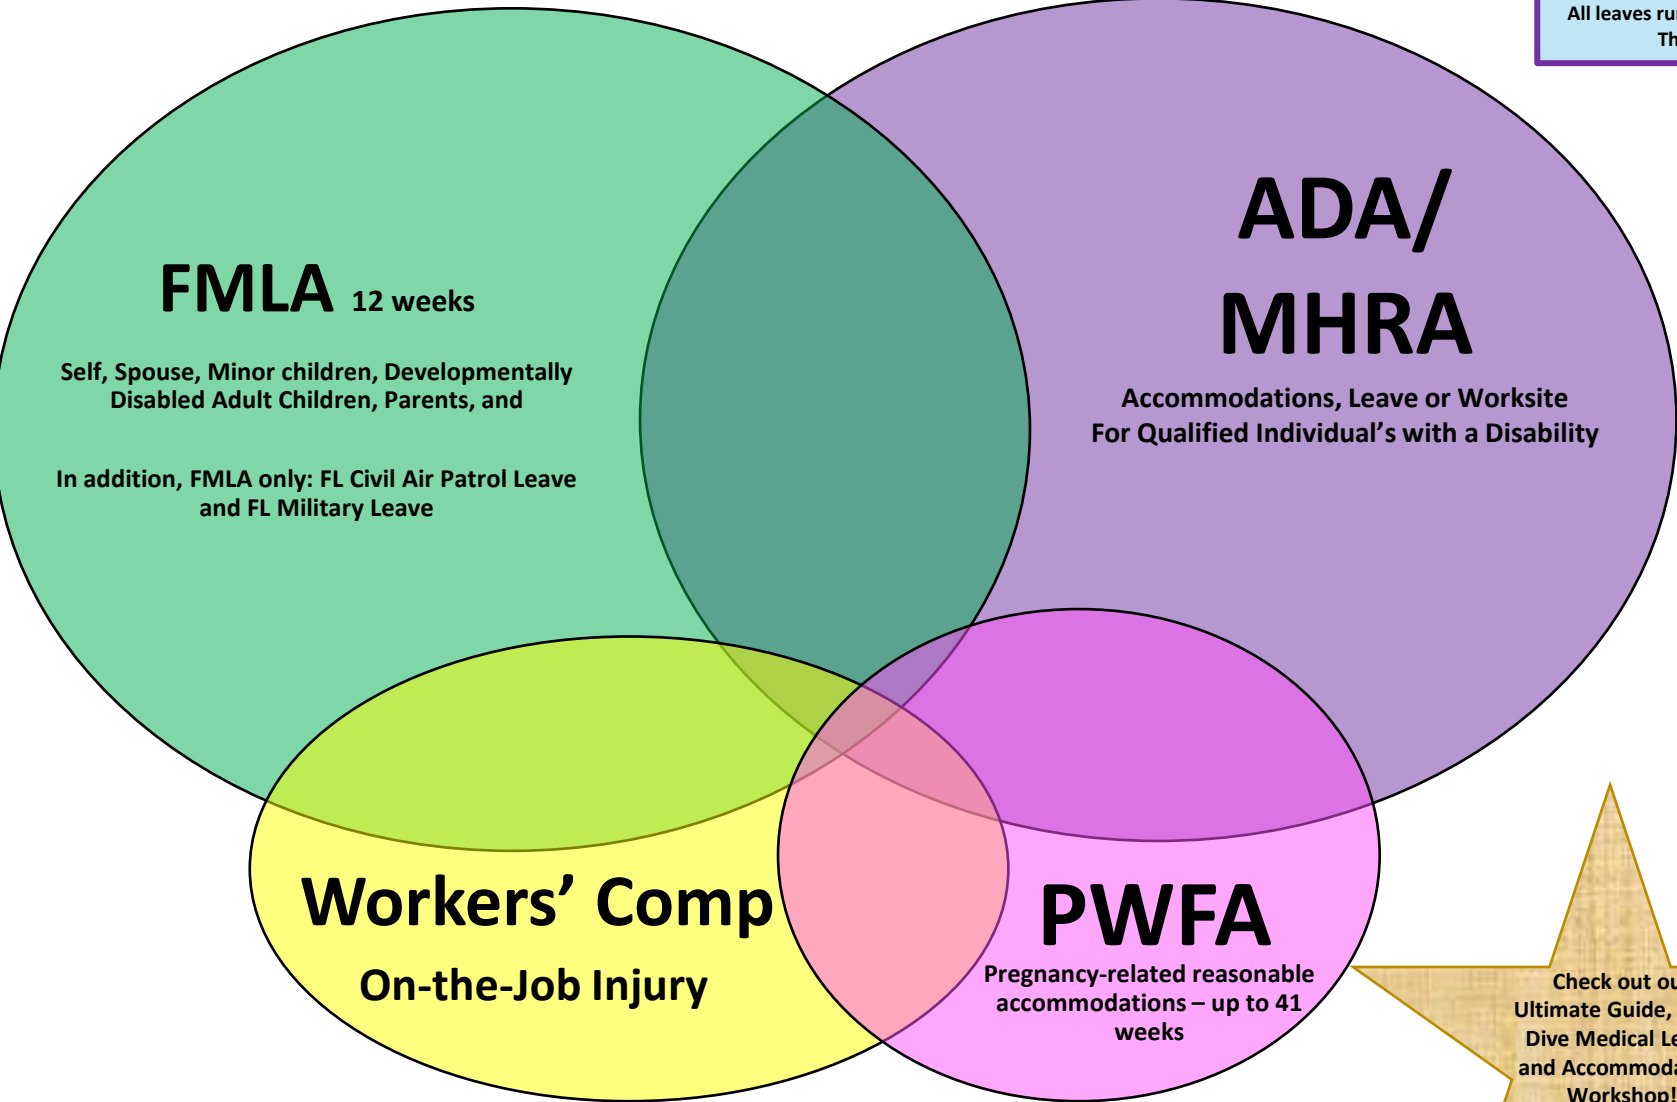 All leaves ru
Th
FMLA 12 weeks
Self, Spouse, Minor children, Developmentally
Disabled Adult Children, Parents, and
In addition, FMLA only: FL Civil Air Patrol Leave
and FL Military Leave
ADA/
MHRA
Accommodations, Leave or Worksite
For Qualified Individual’s with a Disability
Workers’ Comp
On-the-Job Injury
PWFA
Pregnancy-related reasonable
accommodations – up to 41
weeks
Check out ou
Ultimate Guide,
Dive Medical Le
and Accommoda
Workshop!